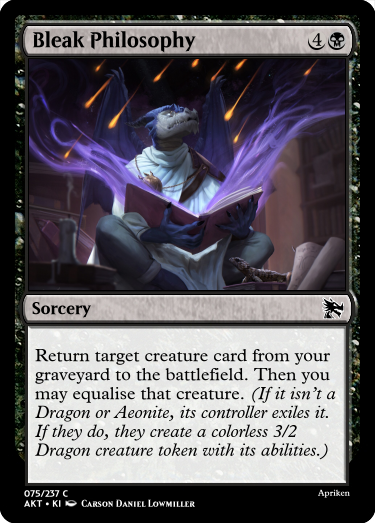 Bleak Philosophy 4
Sorcery
Return target creature card from your
graveyard to the battlefield. Then you
may equalise that creature. (If it isn't a
Dragon or Aeonite, its controller exiles it.
If they do, they create a colorless 3/2
Dragon creature token with its abilities.)
075/237 C
Apriken
AKT • KI Carson Daniel Lowmiller